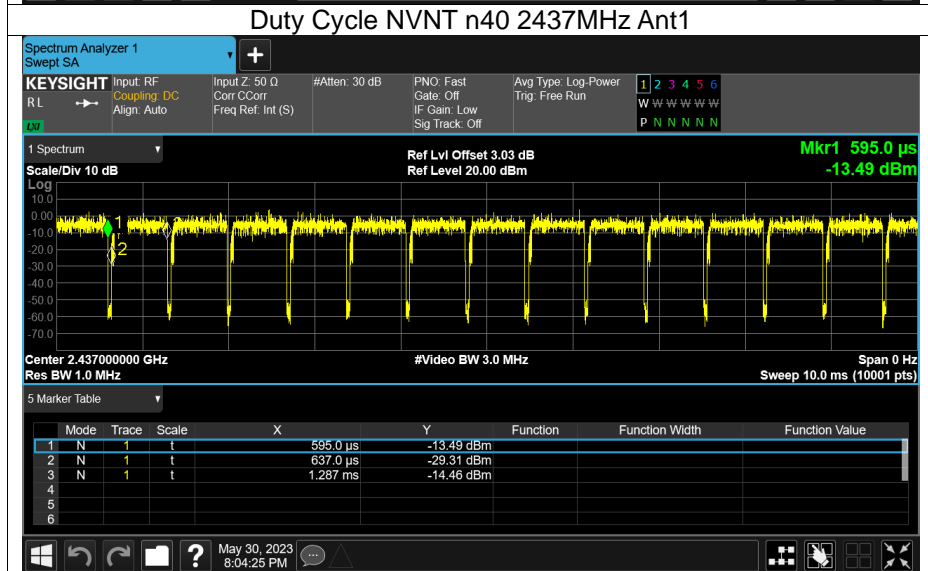 Duty Cycle NVNT n40 2437MHz Ant1
Spectrum Analyzer 1
Swept SA
+
KEYSIGHT Input: RF Input Z: 50 Ω #Atten: 30 dB PNO: Fast Avg Type: Log-Power 1 2 3 4 5 6
RL Coupling: DC Corr CCorr Gate: Off Trig: Free Run W W W W W W
Align: Auto Freq Ref: Int (S) IF Gain: Low P N N N N N
LXI Sig Track: Off
1 Spectrum Ref Lvl Offset 3.03 dB Mkr1 595.0 µs
Scale/Div 10 dB Ref Level 20.00 dBm -13.49 dBm
Log
10.0
0.00
-10.0
-20.0
-30.0
-40.0
-50.0
-60.0
-70.0
1
2
Center 2.437000000 GHz #Video BW 3.0 MHz Span 0 Hz
Res BW 1.0 MHz Sweep 10.0 ms (10001 pts)
5 Marker Table
Mode Trace Scale X Y Function Function Width Function Value
1 N 1 t 595.0 µs -13.49 dBm
2 N 1 t 637.0 µs -29.31 dBm
3 N 1 t 1.287 ms -14.46 dBm
4
5
6
? May 30, 2023
8:04:25 PM